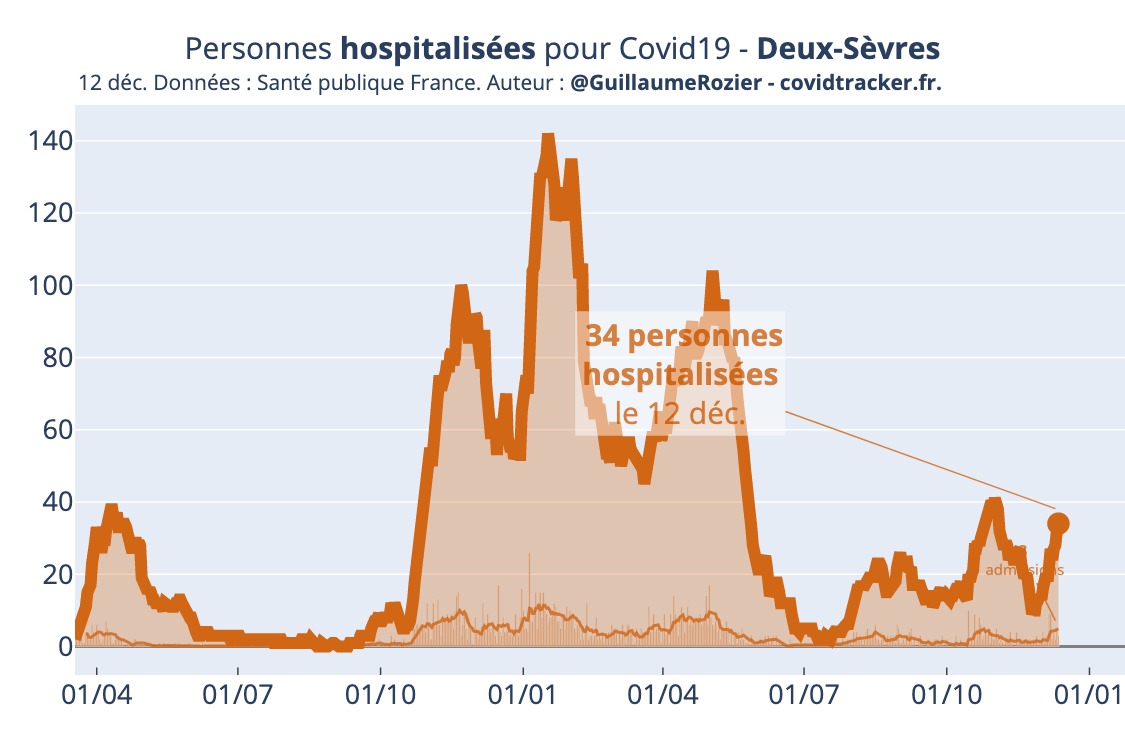 Personnes hospitalisées pour Covid19 - Deux-Sèvres
12 déc. Données : Santé publique France. Auteur : @GuillaumeRozier - covidtracker.fr.
140
120
100
80
60
40
20
0
34 personnes
hospitalisées
le 12 déc.
admissions
01/04 01/07 01/10 01/01 01/04 01/07 01/10 01/01